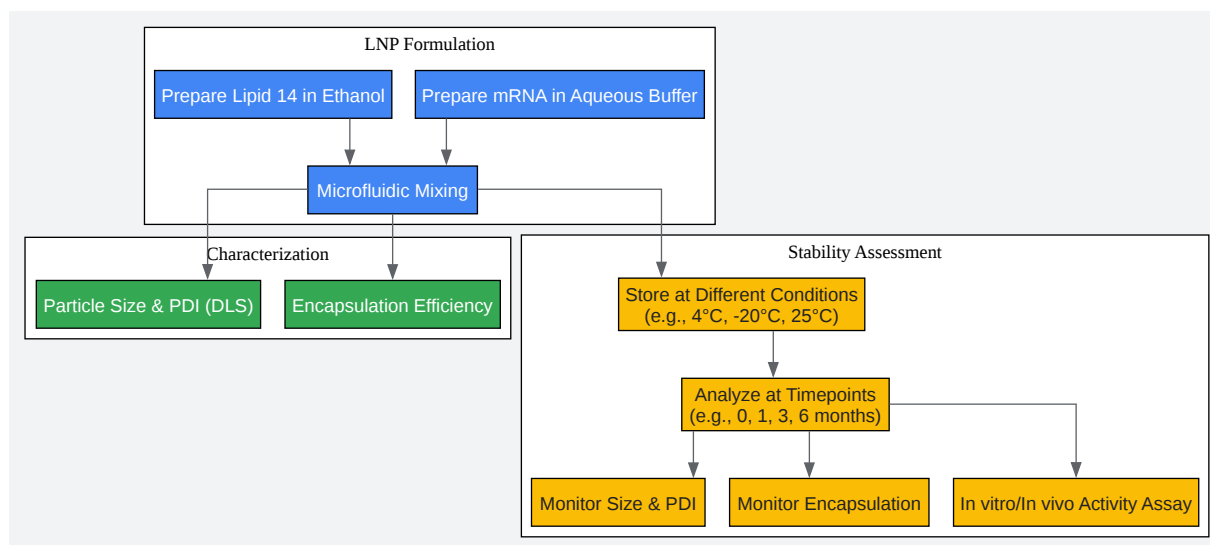 LNP Formulation
Prepare Lipid 14 in Ethanol
Prepare mRNA in Aqueous Buffer
Microfluidic Mixing
Characterization
Particle Size & PDI (DLS)
Encapsulation Efficiency
Stability Assessment
Store at Different Conditions
(e.g., 4°C, -20°C, 25°C)
Analyze at Timepoints
(e.g., 0, 1, 3, 6 months)
Monitor Size & PDI
Monitor Encapsulation
In vitro/In vivo Activity Assay